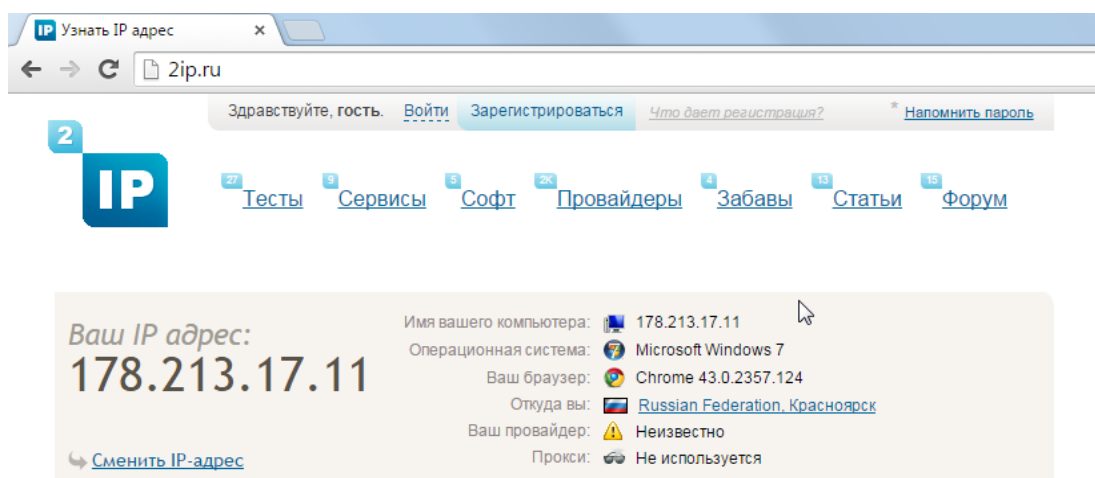 IP Узнать IP адрес ×
2ip.ru
Здравствуйте, гость. Войти Зарегистрироваться Что дает регистрация? * Напомнить пароль
2 IP
27 Тесты 9 Сервисы 5 Софт 2K Провайдеры 4 Забавы 13 Статьи 15 Форум
Ваш IP адрес:
178.213.17.11
Сменить IP-адрес
Имя вашего компьютера: 178.213.17.11
Операционная система: Microsoft Windows 7
Ваш браузер: Chrome 43.0.2357.124
Откуда вы: Russian Federation, Красноярск
Ваш провайдер: Неизвестно
Прокси: Не используется